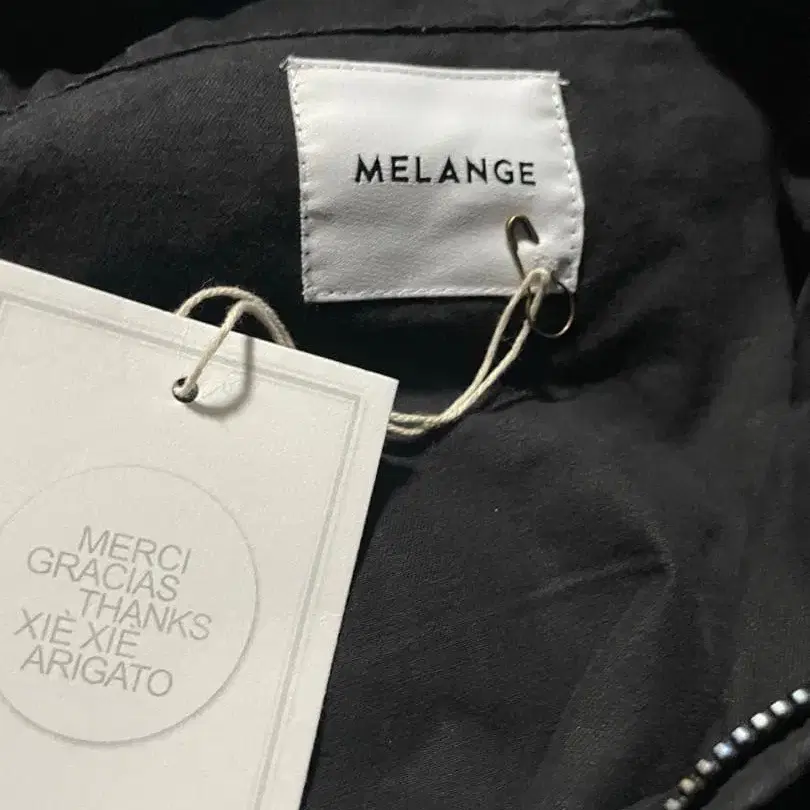 MELANGE
MERCI
GRACIAS
THANKS
XIÈ XIÈ
ARIGATO